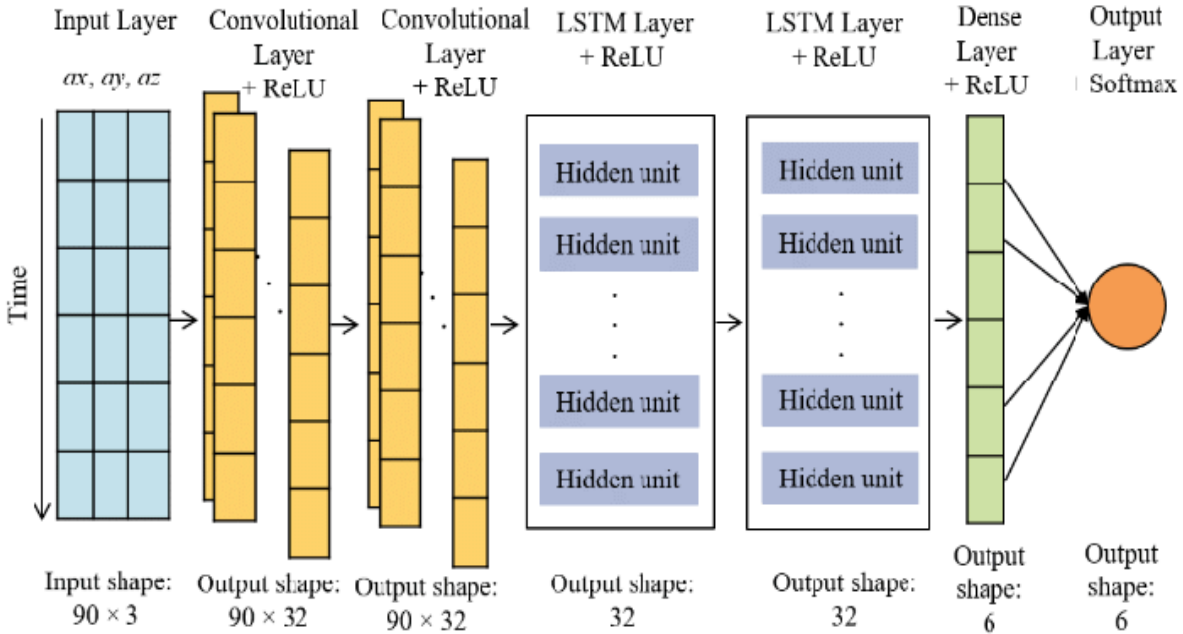 Input Layer
ax, ay, az
Convolutional
Layer
+ ReLU
Convolutional
Layer
+ ReLU
LSTM Layer
+ ReLU
LSTM Layer
+ ReLU
Dense
Layer
+ ReLU
Output
Layer
+ Softmax
Time
Hidden unit
Hidden unit
Hidden unit
Hidden unit
Hidden unit
Hidden unit
Hidden unit
Hidden unit
Input shape:
90 × 3
Output shape:
90 × 32
Output shape:
90 × 32
Output shape:
32
Output shape:
32
Output
shape:
6
Output
shape:
6